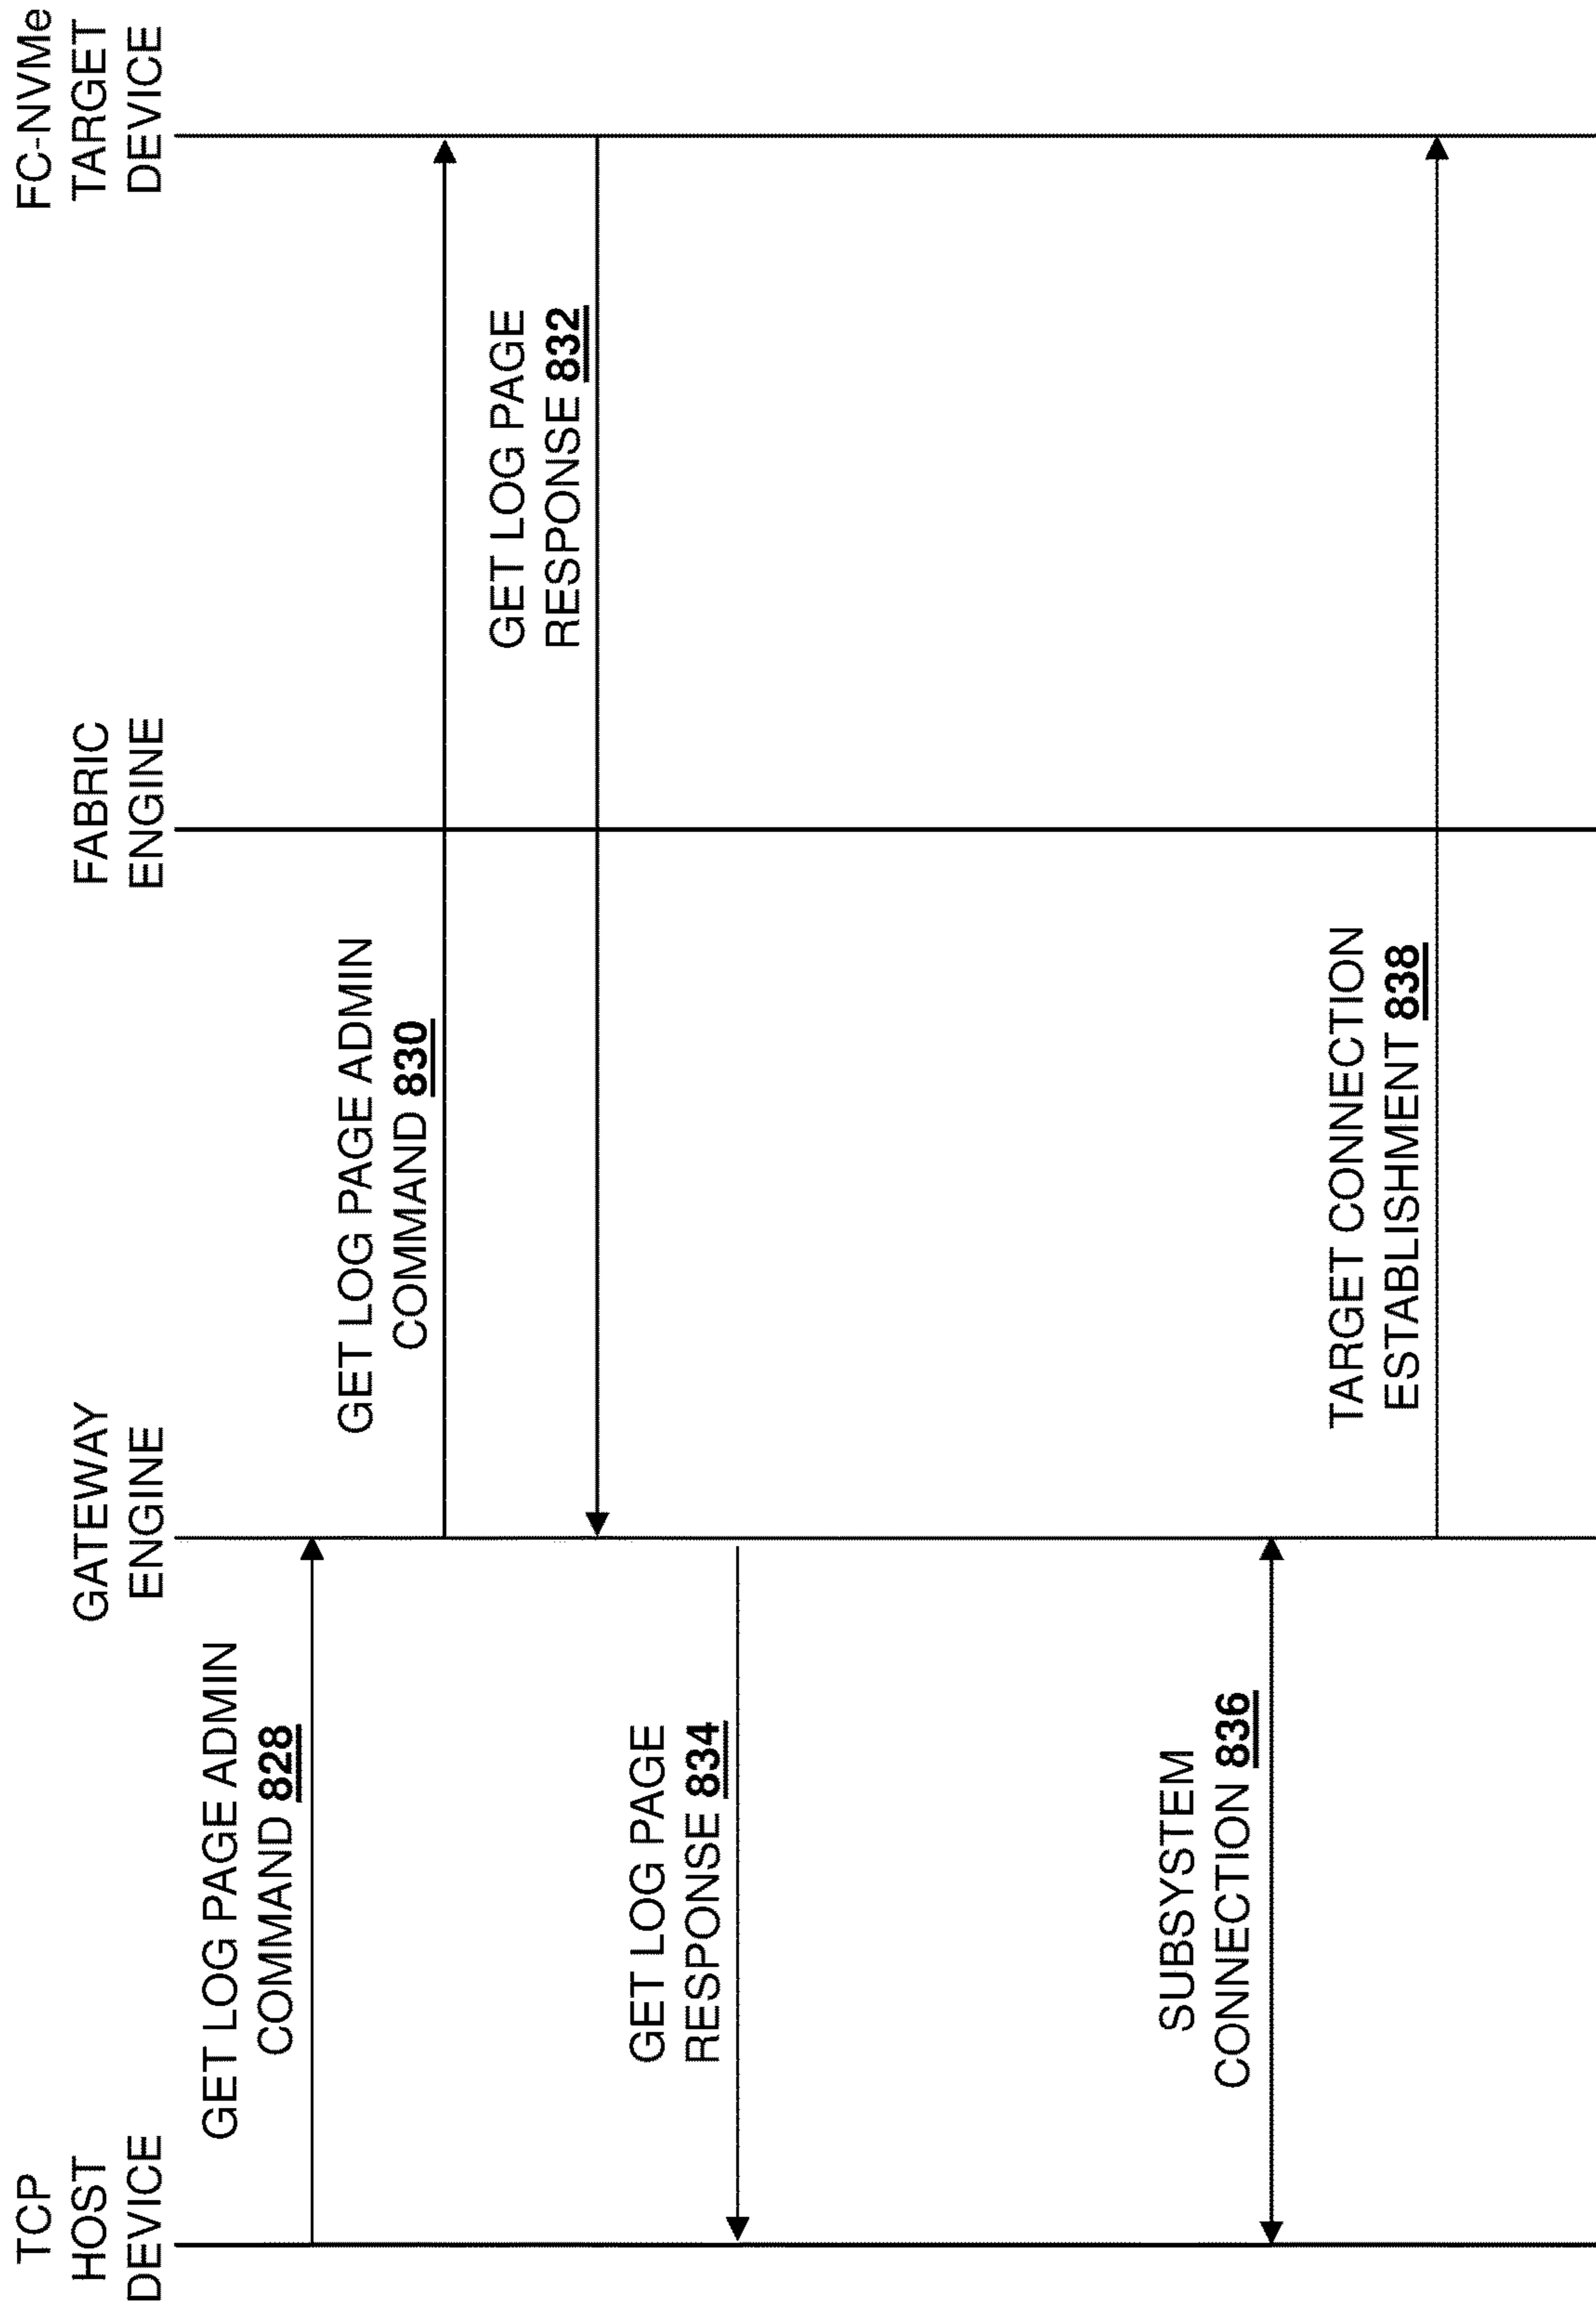 TCP
HOST
DEVICE
GATEWAY
ENGINE
FABRIC
ENGINE
FC-NVMe
TARGET
DEVICE
GET LOG PAGE ADMIN
COMMAND 828
GET LOG PAGE ADMIN
COMMAND 830
GET LOG PAGE
RESPONSE 832
GET LOG PAGE
RESPONSE 834
SUBSYSTEM
CONNECTION 836
TARGET CONNECTION
ESTABLISHMENT 838